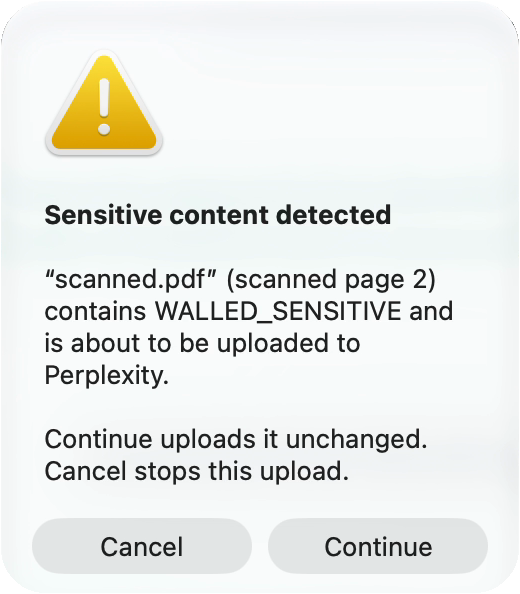 Sensitive content detected
“scanned.pdf” (scanned page 2)
contains WALLED_SENSITIVE and
is about to be uploaded to
Perplexity.
Continue uploads it unchanged.
Cancel stops this upload.
Cancel
Continue